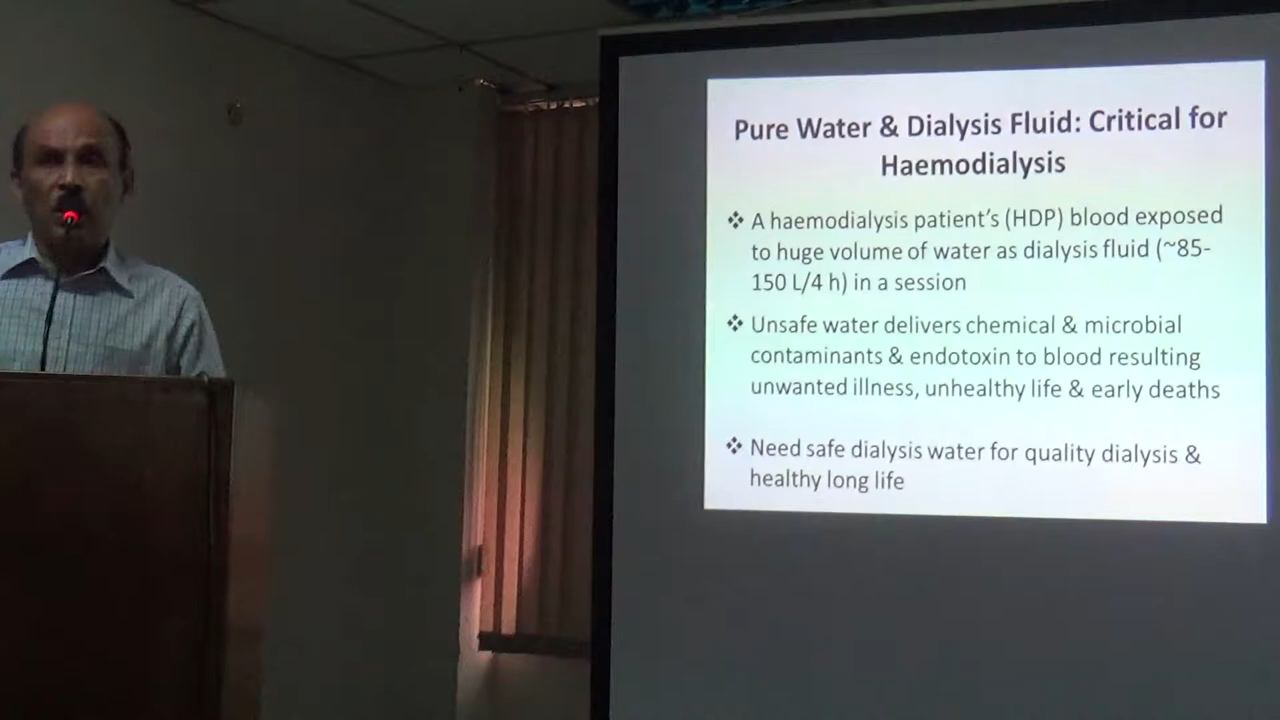 Pure Water & Dialysis Fluid: Critical for
Haemodialysis
❖ A haemodialysis patient's (HDP) blood exposed
to huge volume of water as dialysis fluid (~85-
150 L/4 h) in a session
❖ Unsafe water delivers chemical & microbial
contaminants & endotoxin to blood resulting
unwanted illness, unhealthy life & early deaths
❖ Need safe dialysis water for quality dialysis &
healthy long life